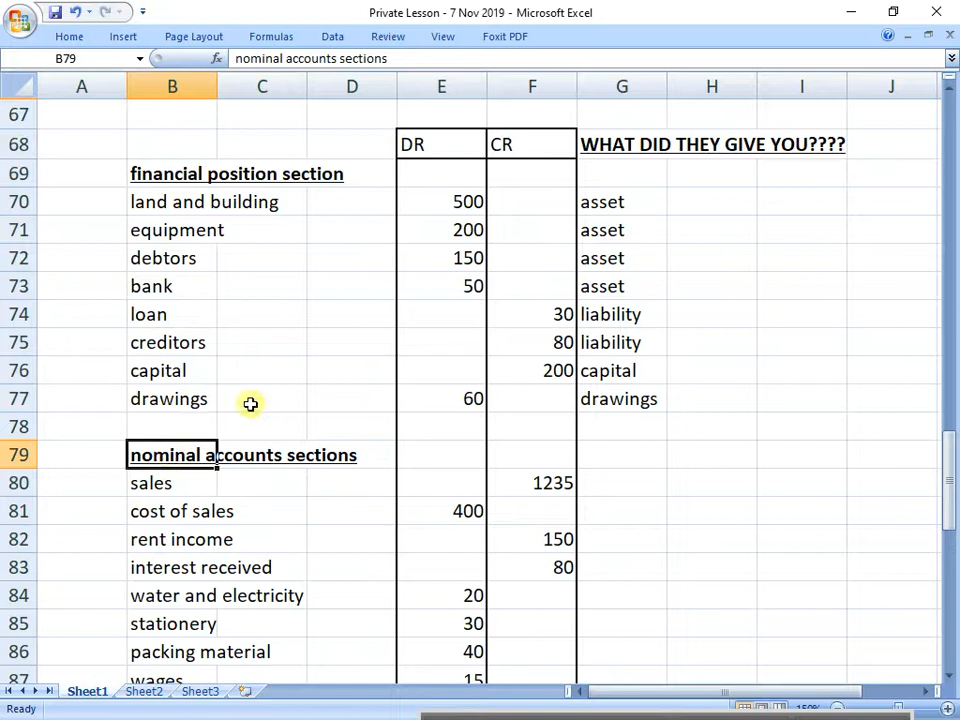 Private Lesson - 7 Nov 2019 - Microsoft Excel
Home Insert Page Layout Formulas Data Review View Foxit PDF
B79 fx nominal accounts sections
A B C D E F G H I J
67
68 DR CR WHAT DID THEY GIVE YOU????
69 financial position section
70 land and building 500 asset
71 equipment 200 asset
72 debtors 150 asset
73 bank 50 asset
74 loan 30 liability
75 creditors 80 liability
76 capital 200 capital
77 drawings 60 drawings
78
79 nominal accounts sections
80 sales 1235
81 cost of sales 400
82 rent income 150
83 interest received 80
84 water and electricity 20
85 stationery 30
86 packing material 40
87 wages 15
Sheet1 Sheet2 Sheet3
Ready 150%